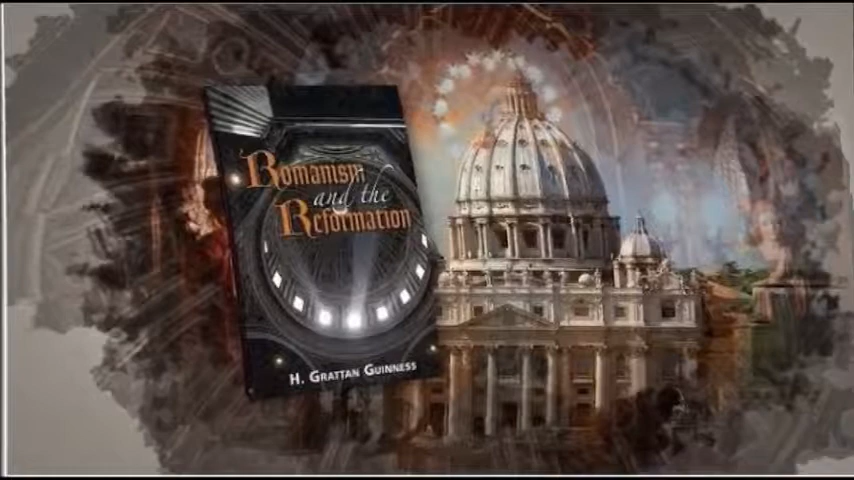 Romanism
and the
Reformation
H. Grattan Guinness